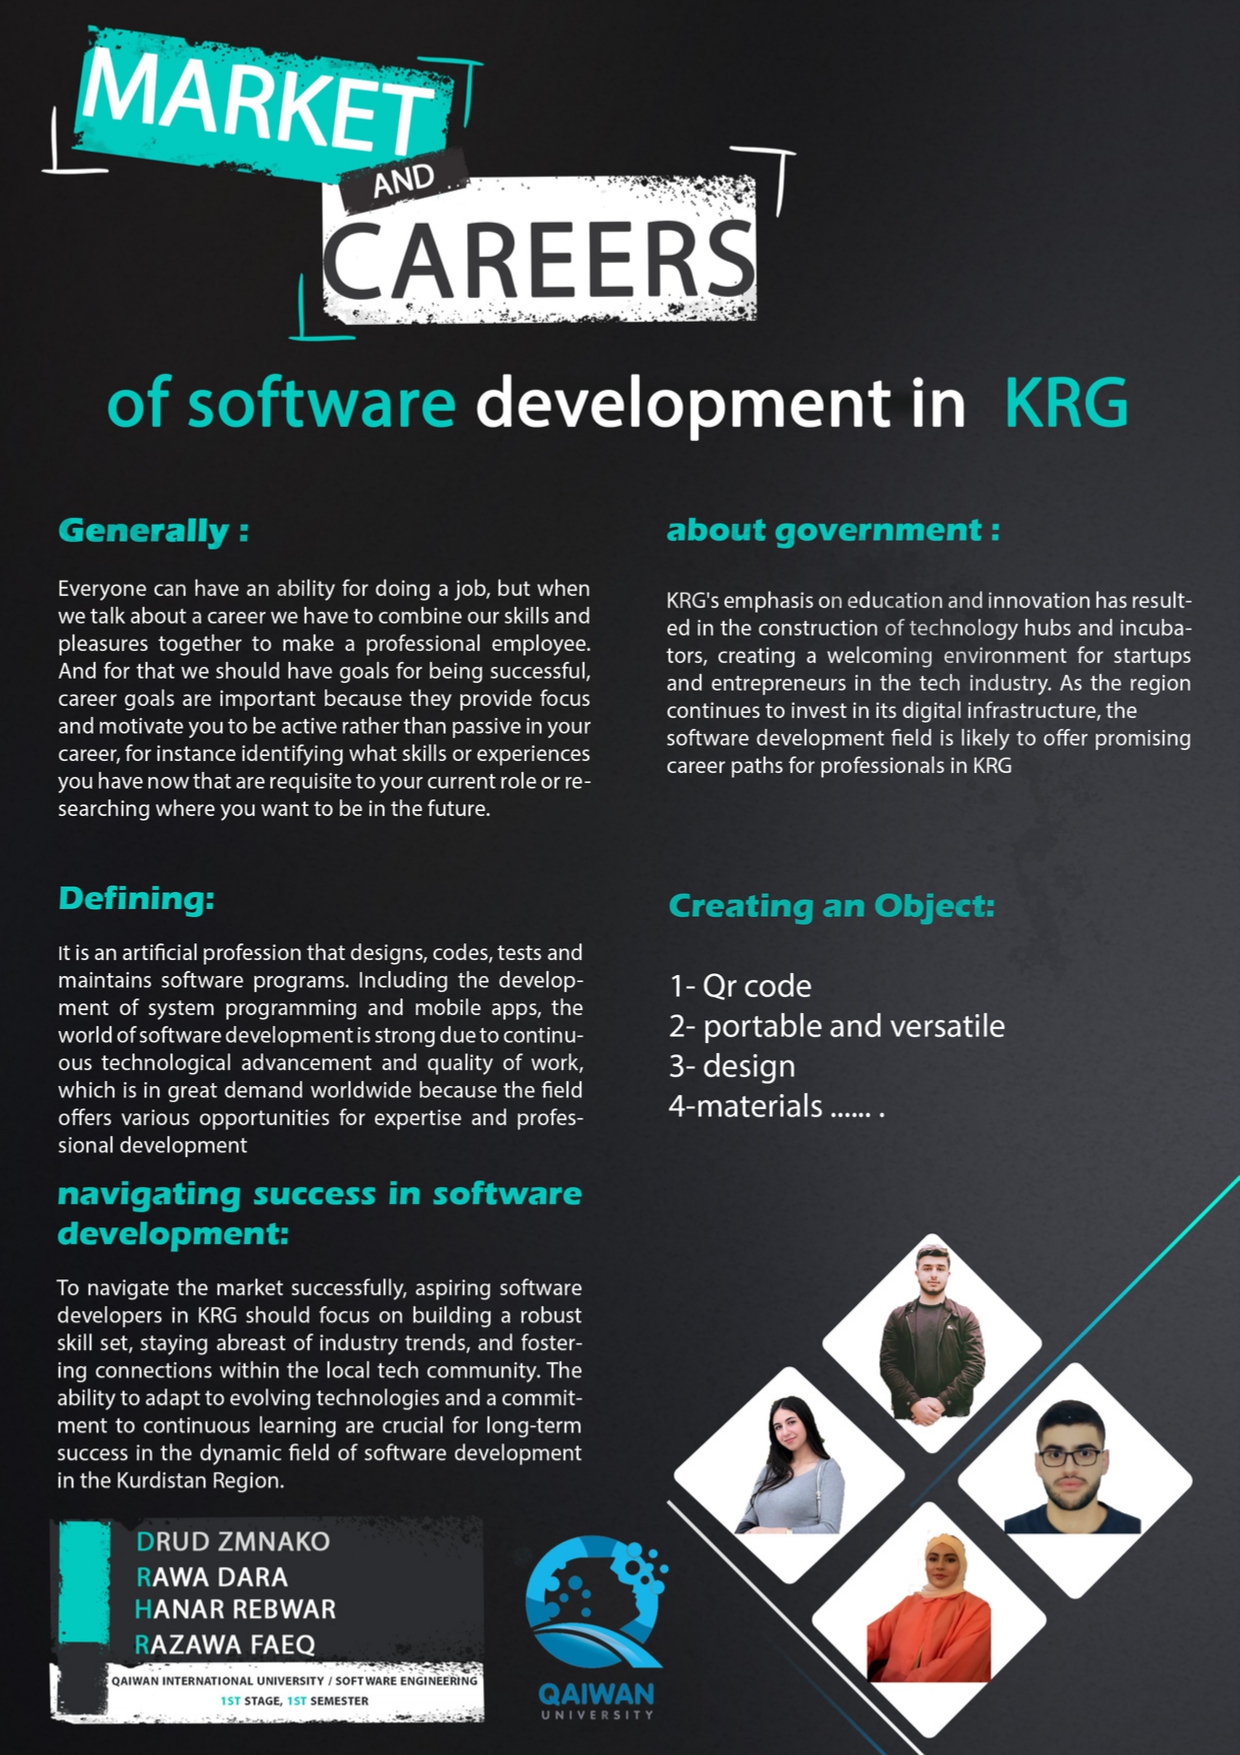 MARKET
AND
CAREERS
of software development in KRG
Generally :
Everyone can have an ability for doing a job, but when
we talk about a career we have to combine our skills and
pleasures together to make a professional employee.
And for that we should have goals for being successful,
career goals are important because they provide focus
and motivate you to be active rather than passive in your
career, for instance identifying what skills or experiences
you have now that are requisite to your current role or re-
searching where you want to be in the future.
Defining:
It is an artificial profession that designs, codes, tests and
maintains software programs. Including the develop-
ment of system programming and mobile apps, the
world of software development is strong due to continu-
ous technological advancement and quality of work,
which is in great demand worldwide because the field
offers various opportunities for expertise and profes-
sional development
navigating success in software
development:
To navigate the market successfully, aspiring software
developers in KRG should focus on building a robust
skill set, staying abreast of industry trends, and foster-
ing connections within the local tech community. The
ability to adapt to evolving technologies and a commit-
ment to continuous learning are crucial for long-term
success in the dynamic field of software development
in the Kurdistan Region.
about government :
KRG's emphasis on education and innovation has result-
ed in the construction of technology hubs and incuba-
tors, creating a welcoming environment for startups
and entrepreneurs in the tech industry. As the region
continues to invest in its digital infrastructure, the
software development field is likely to offer promising
career paths for professionals in KRG
Creating an Object:
1- Qr code
2- portable and versatile
3- design
4-materials ...... .
DRUD ZMNAKO
RAWA DARA
HANAR REBWAR
RAZAWA FAEQ
QAIWAN INTERNATIONAL UNIVERSITY / SOFTWARE ENGINEERING
1ST STAGE, 1ST SEMESTER
QAIWAN
UNIVERSITY